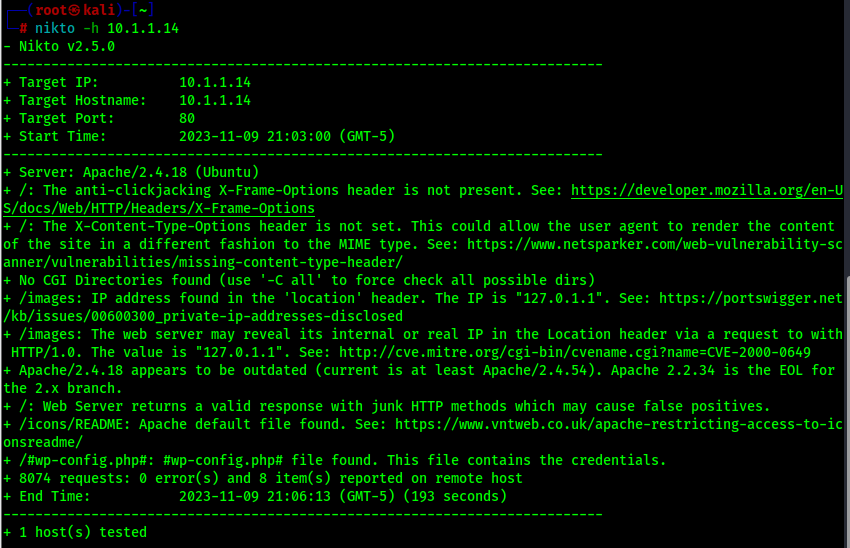 ┌──(root㉿kali)-[~]
└─# nikto -h 10.1.1.14
- Nikto v2.5.0
---------------------------------------------------------------------------
+ Target IP:          10.1.1.14
+ Target Hostname:    10.1.1.14
+ Target Port:        80
+ Start Time:         2023-11-09 21:03:00 (GMT-5)
---------------------------------------------------------------------------
+ Server: Apache/2.4.18 (Ubuntu)
+ /: The anti-clickjacking X-Frame-Options header is not present. See: https://developer.mozilla.org/en-U
S/docs/Web/HTTP/Headers/X-Frame-Options
+ /: The X-Content-Type-Options header is not set. This could allow the user agent to render the content
of the site in a different fashion to the MIME type. See: https://www.netsparker.com/web-vulnerability-sc
anner/vulnerabilities/missing-content-type-header/
+ No CGI Directories found (use '-C all' to force check all possible dirs)
+ /images: IP address found in the 'location' header. The IP is "127.0.1.1". See: https://portswigger.net
/kb/issues/00600300_private-ip-addresses-disclosed
+ /images: The web server may reveal its internal or real IP in the Location header via a request to with
 HTTP/1.0. The value is "127.0.1.1". See: http://cve.mitre.org/cgi-bin/cvename.cgi?name=CVE-2000-0649
+ Apache/2.4.18 appears to be outdated (current is at least Apache/2.4.54). Apache 2.2.34 is the EOL for
the 2.x branch.
+ /: Web Server returns a valid response with junk HTTP methods which may cause false positives.
+ /icons/README: Apache default file found. See: https://www.vntweb.co.uk/apache-restricting-access-to-ic
onsreadme/
+ /#wp-config.php#: #wp-config.php# file found. This file contains the credentials.
+ 8074 requests: 0 error(s) and 8 item(s) reported on remote host
+ End Time:           2023-11-09 21:06:13 (GMT-5) (193 seconds)
---------------------------------------------------------------------------
+ 1 host(s) tested